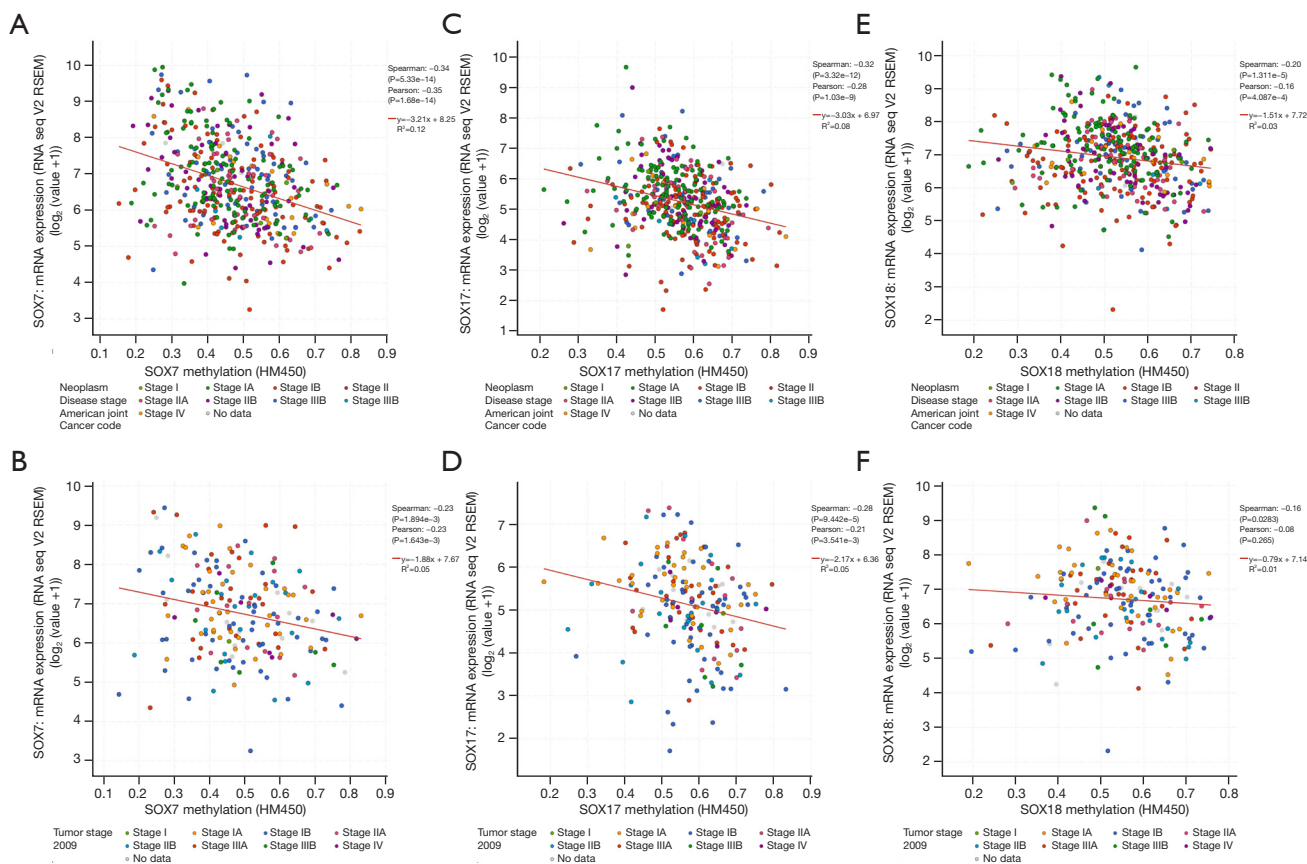 A
SOX7: mRNA expression (RNA seq V2 RSEM)
(log2 (value +1))
10
9
8
7
6
5
4
3
0.1 0.2 0.3 0.4 0.5 0.6 0.7 0.8 0.9
SOX7 methylation (HM450)
Spearman: −0.34
(P=5.33e−14)
Pearson: −0.35
(P=1.68e−14)
y=−3.21x + 8.25
R²=0.12
Neoplasm
Disease stage
American joint
Cancer code
Stage I Stage IA Stage IB Stage II
Stage IIA Stage IIB Stage IIIB Stage IIIB
Stage IV No data
C
SOX17: mRNA expression (RNA seq V2 RSEM)
(log2 (value +1))
10
9
8
7
6
5
4
3
2
1
0.2 0.3 0.4 0.5 0.6 0.7 0.8 0.9
SOX17 methylation (HM450)
Spearman: −0.32
(P=3.32e−12)
Pearson: −0.28
(P=1.03e−9)
y=−3.03x + 6.97
R²=0.08
Neoplasm
Disease stage
American joint
Cancer code
Stage I Stage IA Stage IB Stage II
Stage IIA Stage IIB Stage IIIB Stage IIIB
Stage IV No data
E
SOX18: mRNA expression (RNA seq V2 RSEM)
(log2 (value +1))
10
9
8
7
6
5
4
3
2
0.2 0.3 0.4 0.5 0.6 0.7 0.8
SOX18 methylation (HM450)
Spearman: −0.20
(P=1.311e−5)
Pearson: −0.16
(P=4.087e−4)
y=−1.51x + 7.72
R²=0.03
Neoplasm
Disease stage
American joint
Cancer code
Stage I Stage IA Stage IB Stage II
Stage IIA Stage IIB Stage IIIB Stage IIIB
Stage IV No data
B
SOX7: mRNA expression (RNA seq V2 RSEM)
(log2 (value +1))
10
9
8
7
6
5
4
3
0.1 0.2 0.3 0.4 0.5 0.6 0.7 0.8 0.9
SOX7 methylation (HM450)
Spearman: −0.23
(P=1.894e−3)
Pearson: −0.23
(P=1.643e−3)
y=−1.88x + 7.67
R²=0.05
Tumor stage
2009
Stage I Stage IA Stage IB Stage IIA
Stage IIB Stage IIIA Stage IIIB Stage IV
No data
D
SOX17: mRNA expression (RNA seq V2 RSEM)
(log2 (value +1))
7
6
5
4
3
2
1
0.2 0.3 0.4 0.5 0.6 0.7 0.8 0.9
SOX17 methylation (HM450)
Spearman: −0.28
(P=9.442e−5)
Pearson: −0.21
(P=3.541e−3)
y=−2.17x + 6.36
R²=0.05
Tumor stage
2009
Stage I Stage IA Stage IB Stage IIA
Stage IIB Stage IIIA Stage IIIB Stage IV
No data
F
SOX18: mRNA expression (RNA seq V2 RSEM)
(log2 (value +1))
10
9
8
7
6
5
4
3
2
0.2 0.3 0.4 0.5 0.6 0.7 0.8
SOX18 methylation (HM450)
Spearman: −0.16
(P=0.0283)
Pearson: −0.08
(P=0.265)
y=−0.79x + 7.14
R²=0.01
Tumor stage
2009
Stage I Stage IA Stage IB Stage IIA
Stage IIB Stage IIIA Stage IIIB Stage IV
No data